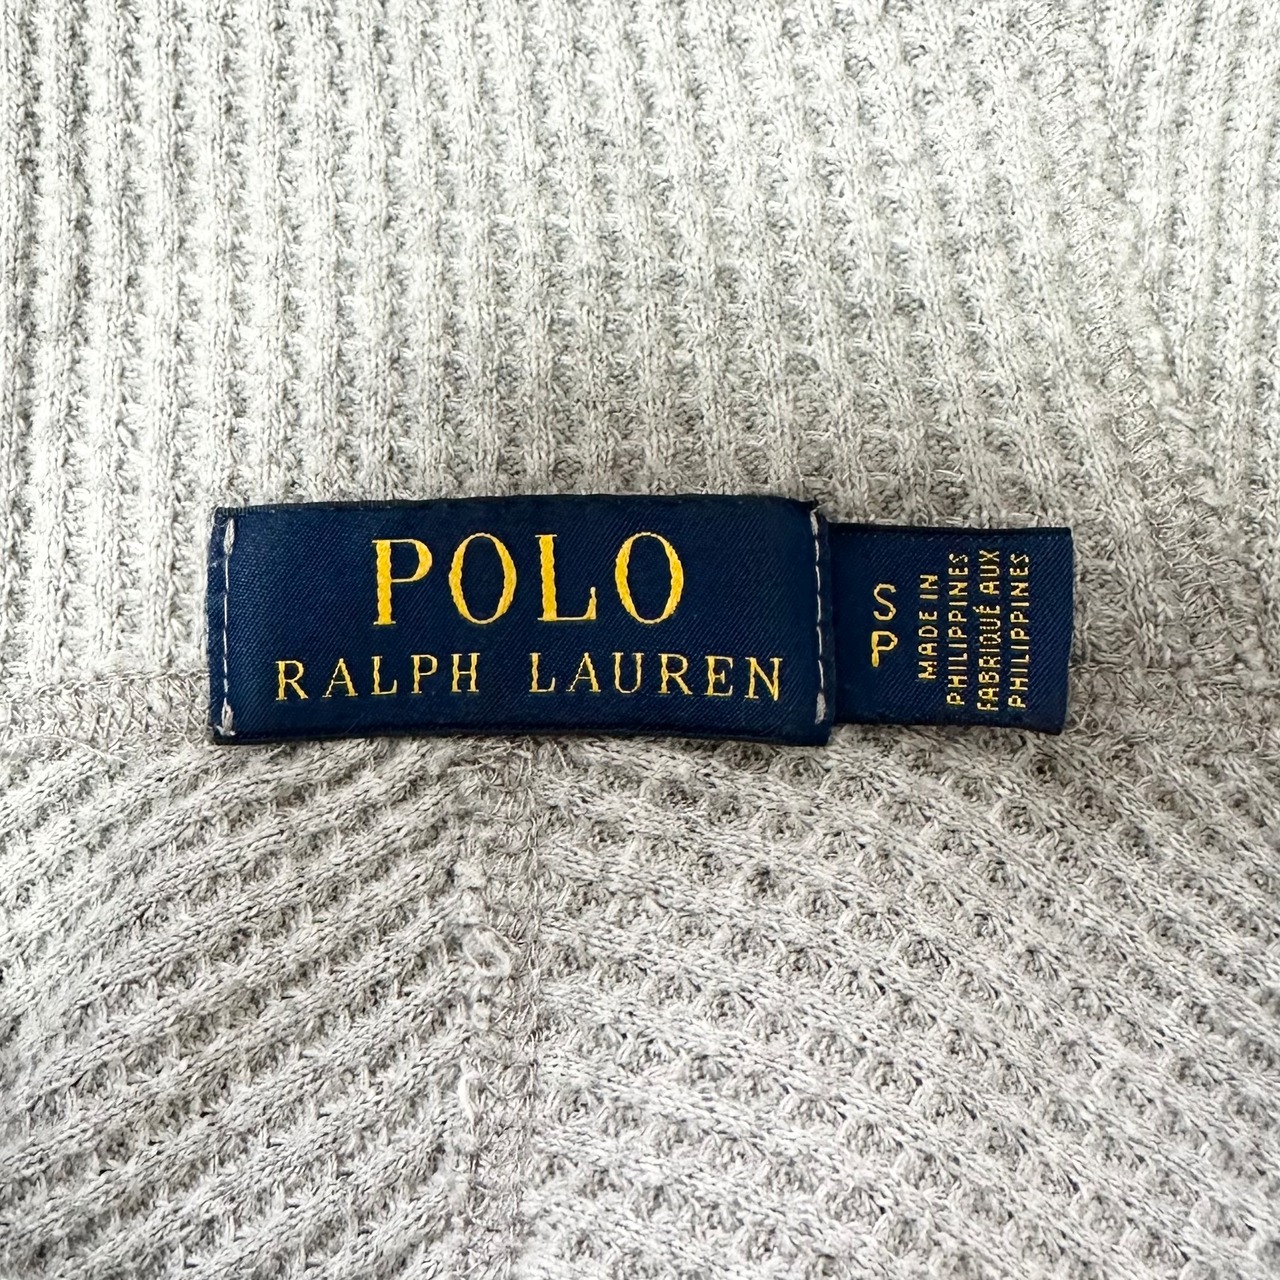 POLO
RALPH LAUREN
S
P
MADE IN
PHILIPPINES
FABRIQUÉ AUX
PHILIPPINES